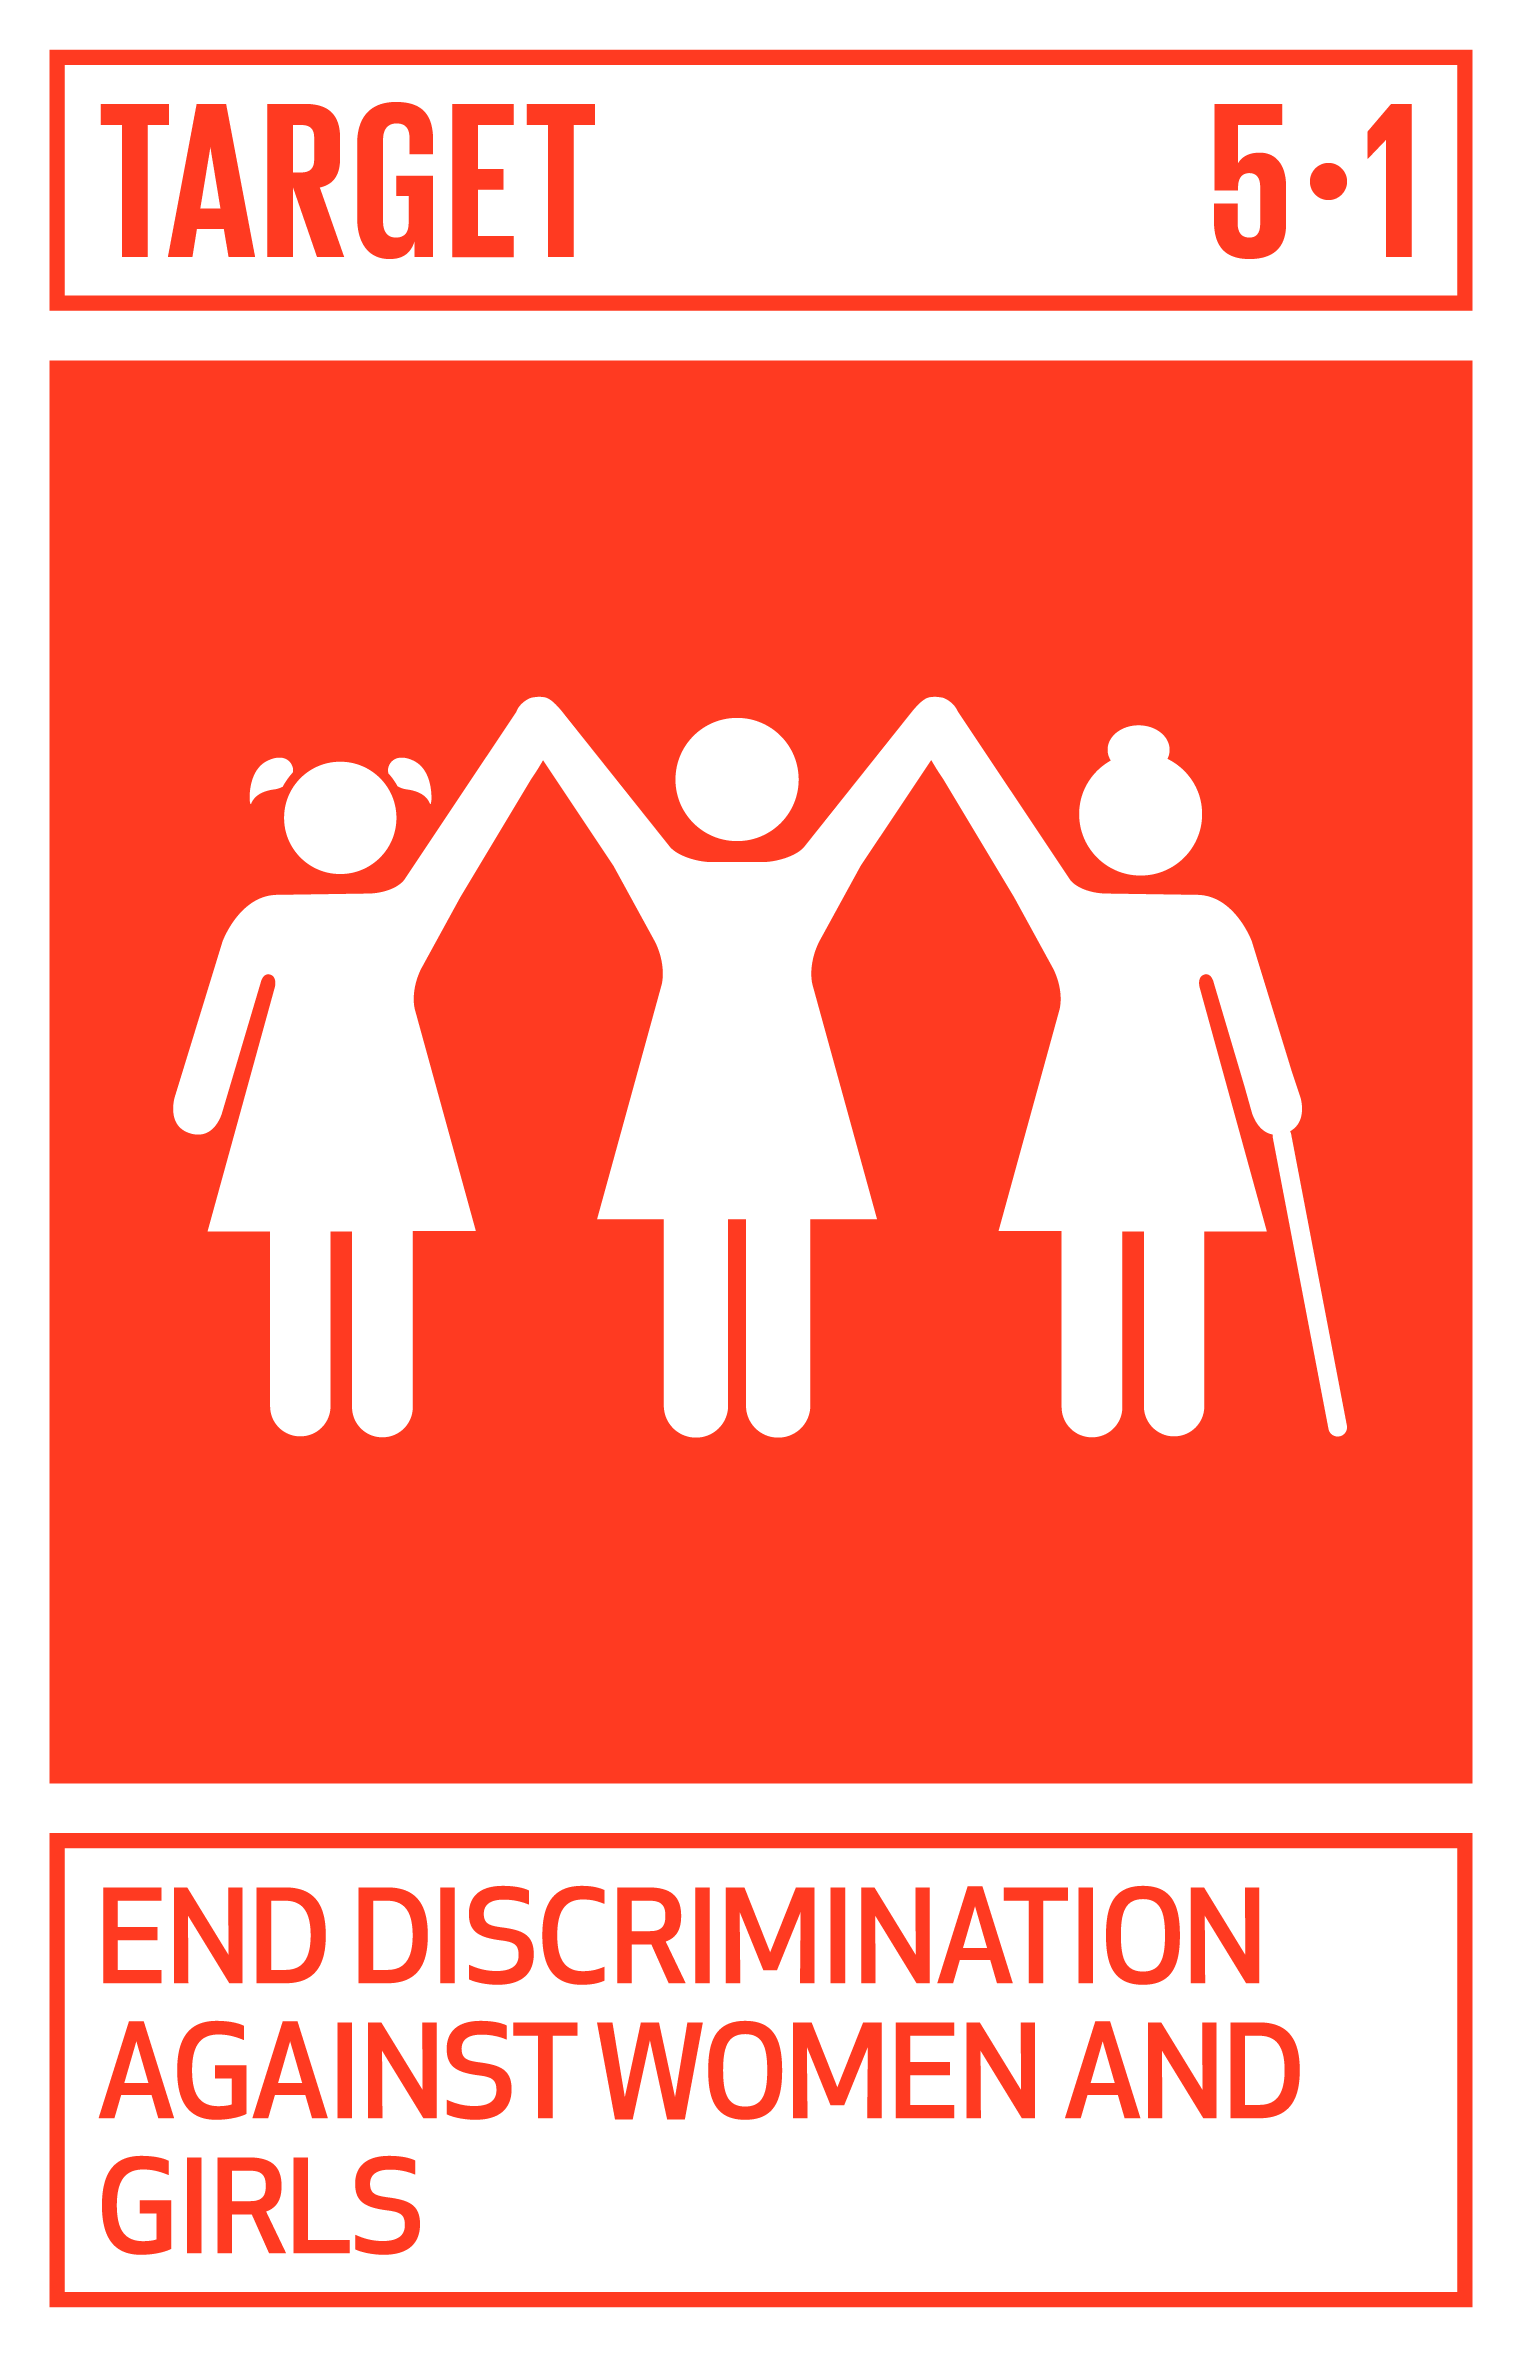 TARGET 5·1
END DISCRIMINATION
AGAINST WOMEN AND
GIRLS